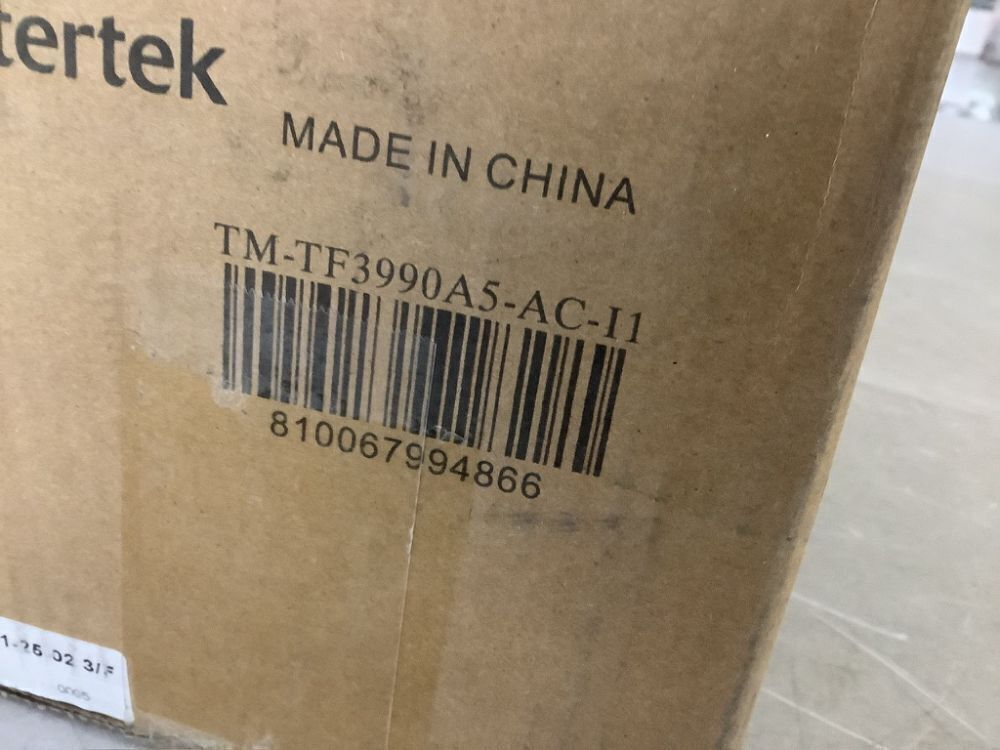 tertek
MADE IN CHINA
TM-TF3990A5-AC-I1
810067994866